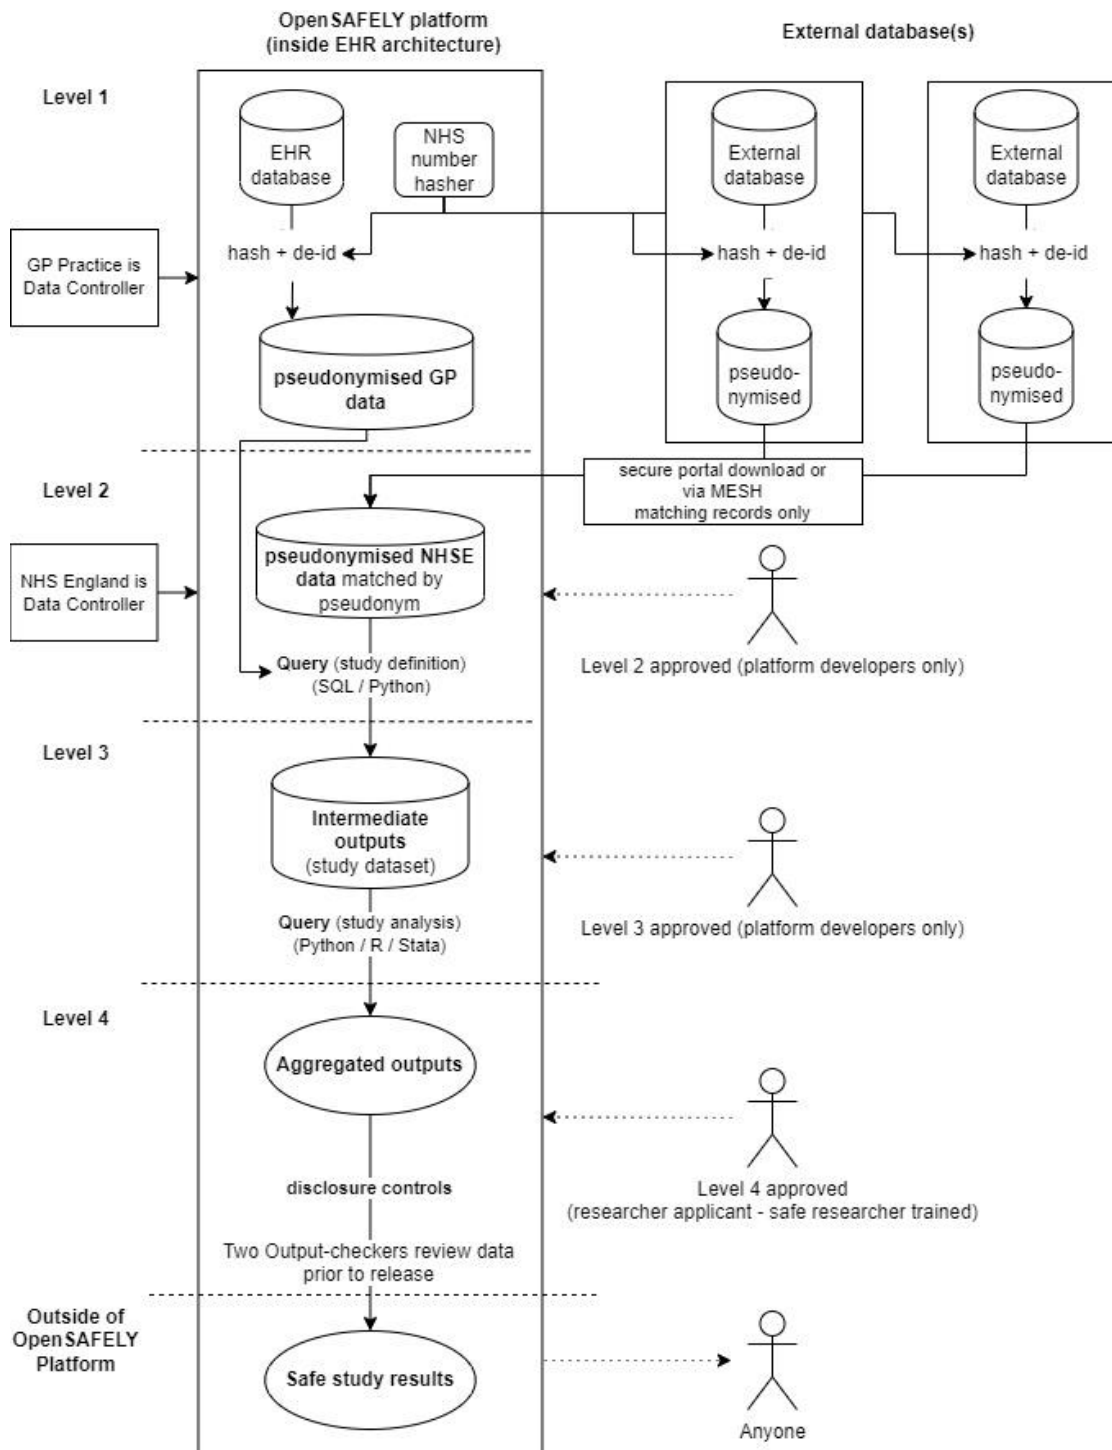 OpenSAFELY platform
(inside EHR architecture)
External database(s)
Level 1
EHR
database
NHS
number
hasher
External
database
External
database
hash + de-id
hash + de-id
hash + de-id
GP Practice is
Data Controller
pseudonymised GP
data
pseudo-
nymised
pseudo-
nymised
Level 2
secure portal download or
via MESH
matching records only
NHS England is
Data Controller
pseudonymised NHSE
data matched by
pseudonym
Level 2 approved (platform developers only)
Query (study definition)
(SQL / Python)
Level 3
Intermediate
outputs
(study dataset)
Level 3 approved (platform developers only)
Query (study analysis)
(Python / R / Stata)
Level 4
Aggregated outputs
Level 4 approved
(researcher applicant - safe researcher trained)
disclosure controls
Two Output-checkers review data
prior to release
Outside of
OpenSAFELY
Platform
Safe study results
Anyone